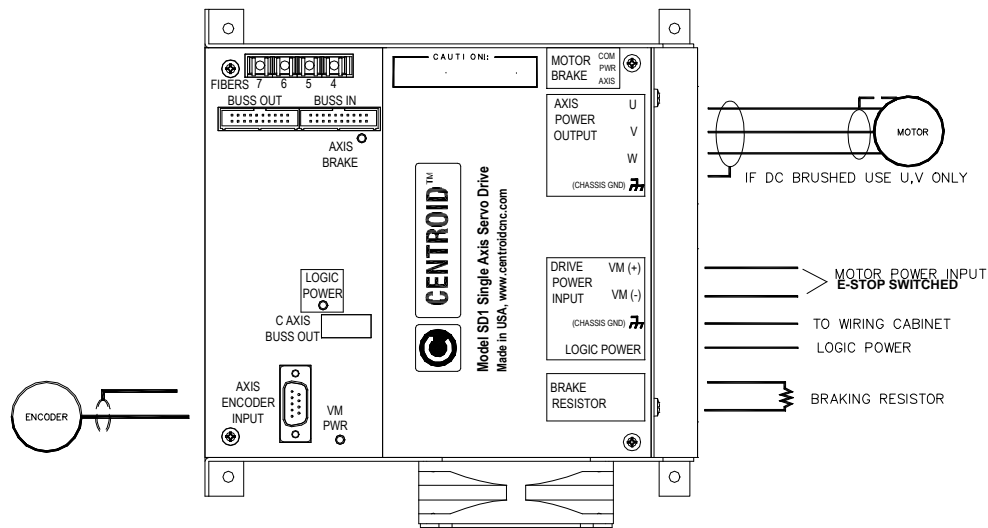 CAUTION!:
FIBERS 7 6 5 4
BUSS OUT BUSS IN
AXIS
BRAKE
LOGIC
POWER
C AXIS
BUSS OUT
AXIS
ENCODER
INPUT
VM
PWR
ENCODER
CENTROID™
Model SD1 Single Axis Servo Drive
Made in USA, www.centroidcnc.com
MOTOR
BRAKE
COM
PWR
AXIS
AXIS
POWER
OUTPUT
U
V
W
(CHASSIS GND)
DRIVE
POWER
INPUT
VM (+)
VM (-)
(CHASSIS GND)
LOGIC POWER
BRAKE
RESISTOR
MOTOR
IF DC BRUSHED USE U,V ONLY
MOTOR POWER INPUT
E-STOP SWITCHED
TO WIRING CABINET
LOGIC POWER
BRAKING RESISTOR